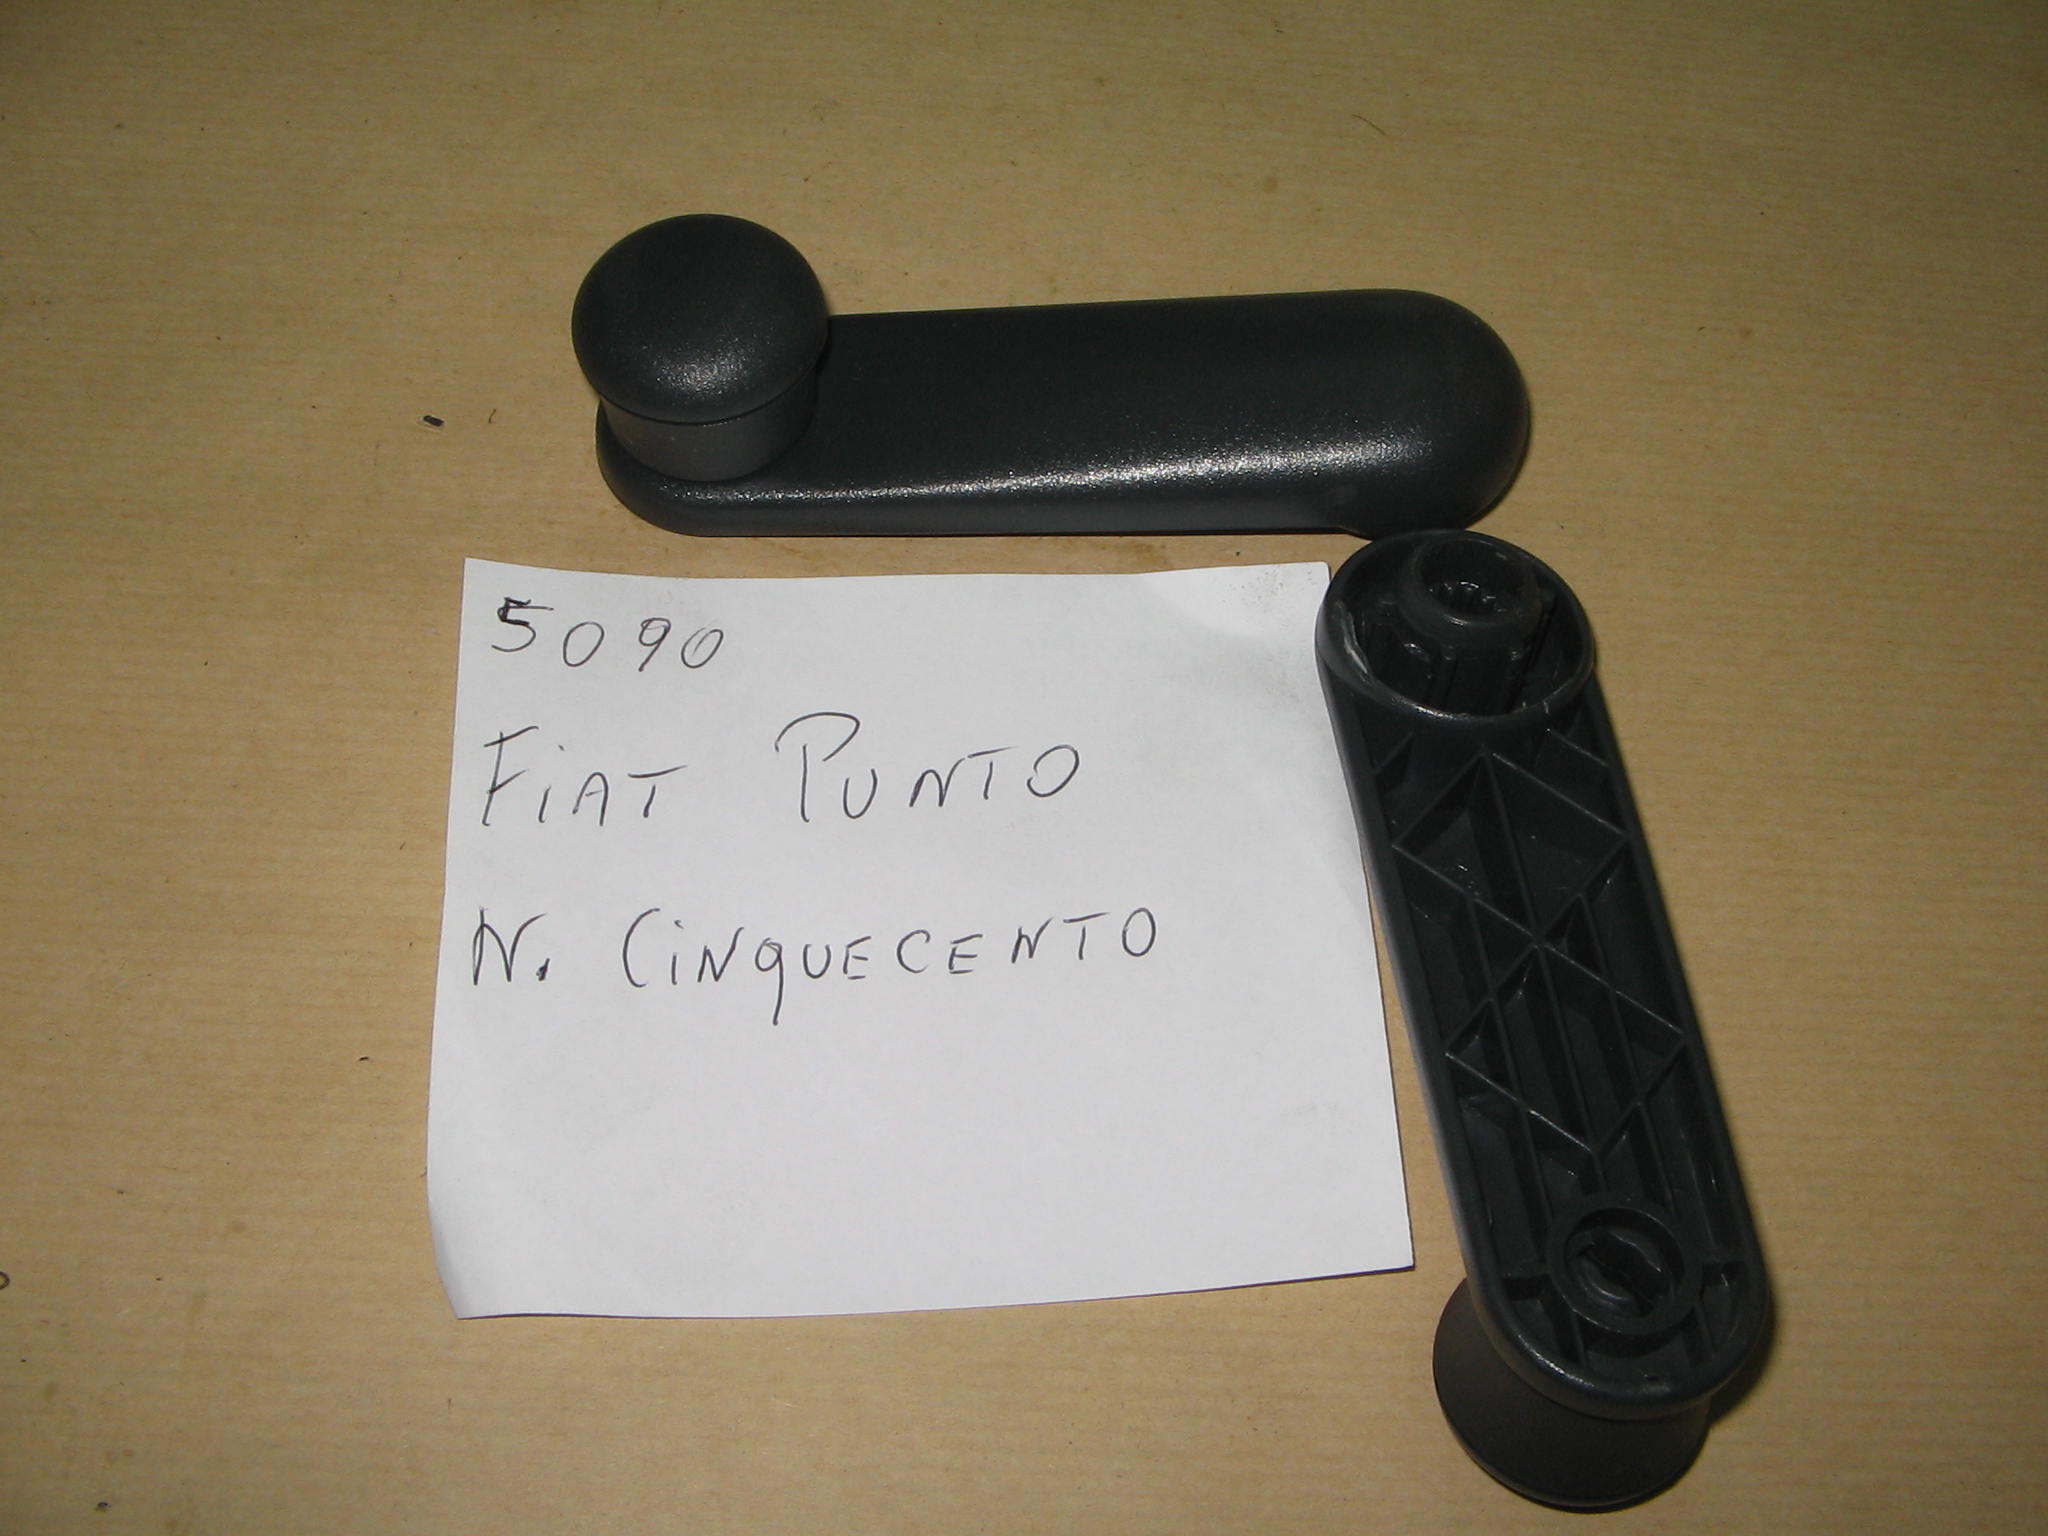 5090
FiAT PUNTO
N. CiNQUECENTO